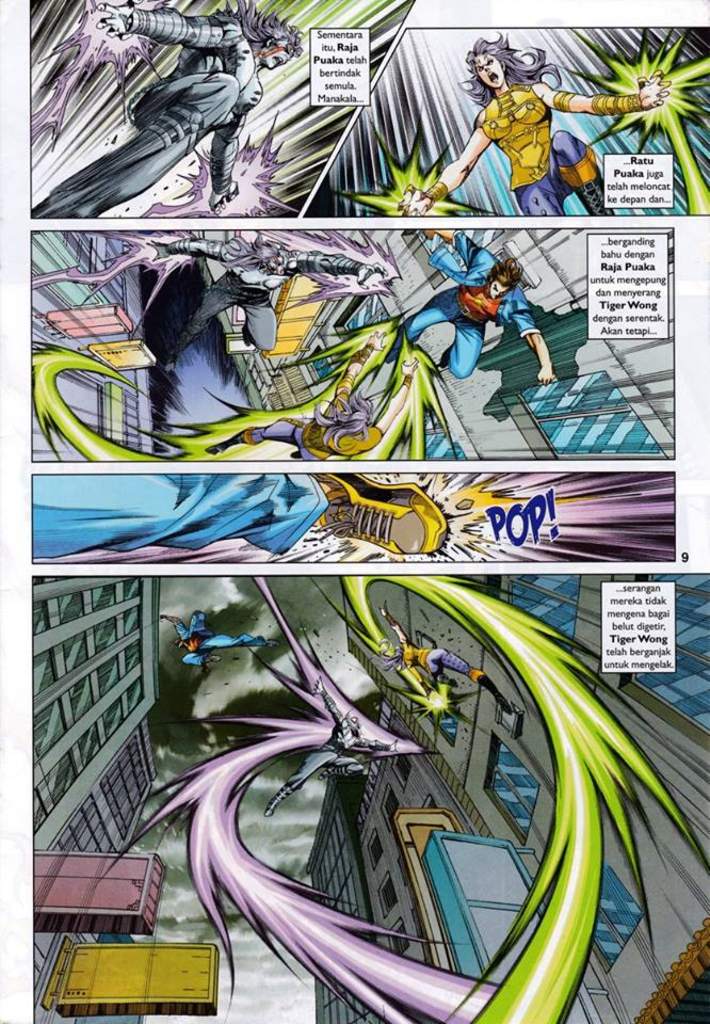 Sementara
itu, Raja
Puaka telah
bertindak
semula.
Manakala...
...Ratu
Puaka juga
telah meloncat
ke depan dan...
...berganding
bahu Raja Puaka
untuk mengepung
dan menyerang
Tiger Wong
dengan serentak.
Akan tetapi...
POP!
9
...serangan
mereka tidak
mengena bagai
belut digetir,
Tiger Wong
telah berganjak
untuk mengelak.